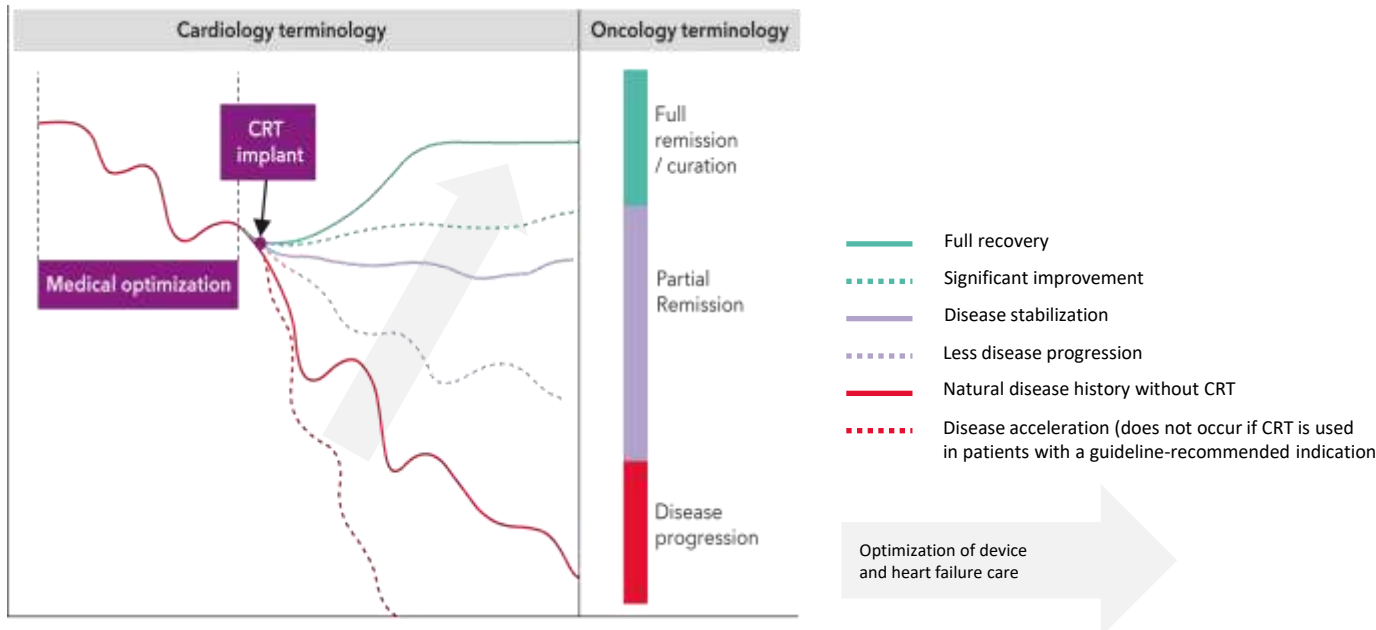 Cardiology terminology
Oncology terminology
CRT
implant
Medical optimization
Full
remission
/ curation
Partial
Remission
Disease
progression
Full recovery
Significant improvement
Disease stabilization
Less disease progression
Natural disease history without CRT
Disease acceleration (does not occur if CRT is used
in patients with a guideline-recommended indication
Optimization of device
and heart failure care